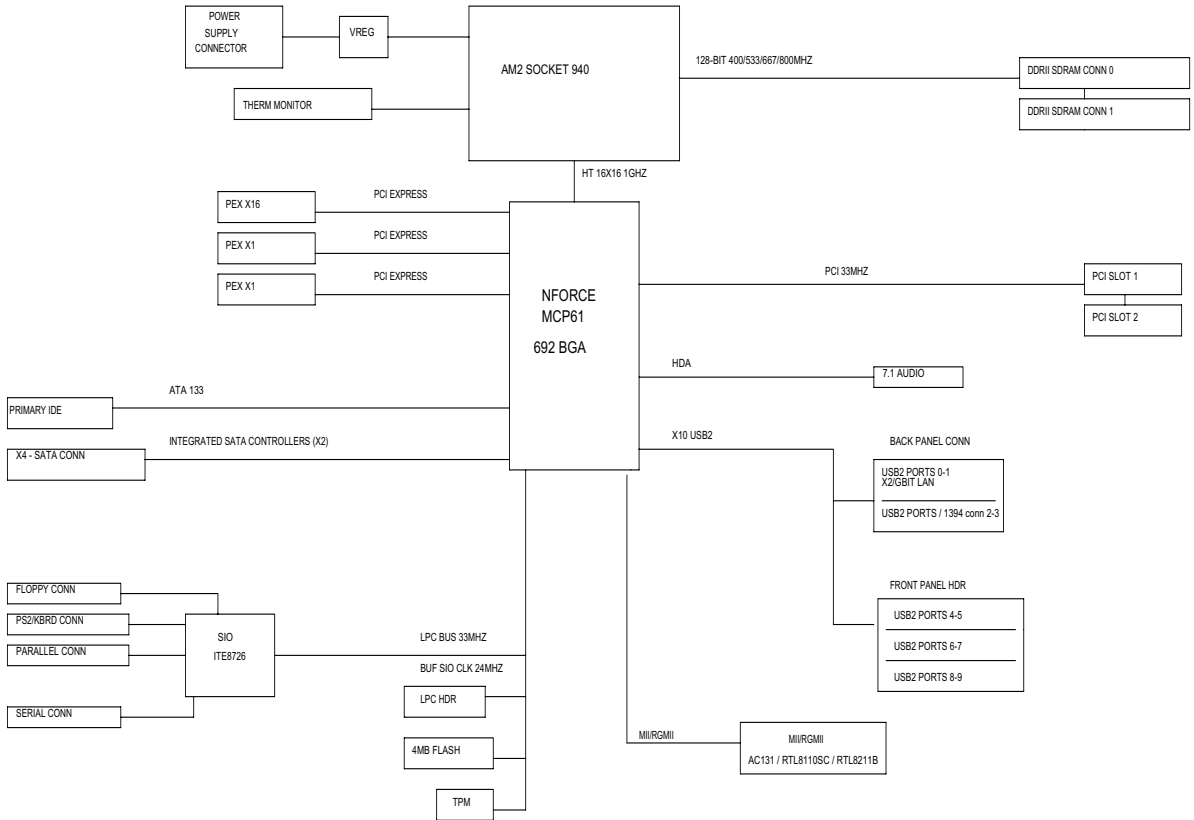 POWER
SUPPLY
CONNECTOR
VREG
AM2 SOCKET 940
128-BIT 400/533/667/800MHZ
DDRII SDRAM CONN 0
DDRII SDRAM CONN 1
THERM MONITOR
HT 16X16 1GHZ
PEX X16
PCI EXPRESS
PEX X1
PCI EXPRESS
PEX X1
PCI EXPRESS
NFORCE
MCP61
692 BGA
PCI 33MHZ
PCI SLOT 1
PCI SLOT 2
HDA
7.1 AUDIO
ATA 133
PRIMARY IDE
X4 - SATA CONN
INTEGRATED SATA CONTROLLERS (X2)
X10 USB2
BACK PANEL CONN
USB2 PORTS 0-1
X2/GBIT LAN
USB2 PORTS / 1394 conn 2-3
FRONT PANEL HDR
USB2 PORTS 4-5
USB2 PORTS 6-7
USB2 PORTS 8-9
FLOPPY CONN
PS2/KBRD CONN
PARALLEL CONN
SERIAL CONN
SIO
ITE8726
LPC BUS 33MHZ
BUF SIO CLK 24MHZ
LPC HDR
4MB FLASH
TPM
MII/RGMII
MII/RGMII
AC131 / RTL8110SC / RTL8211B